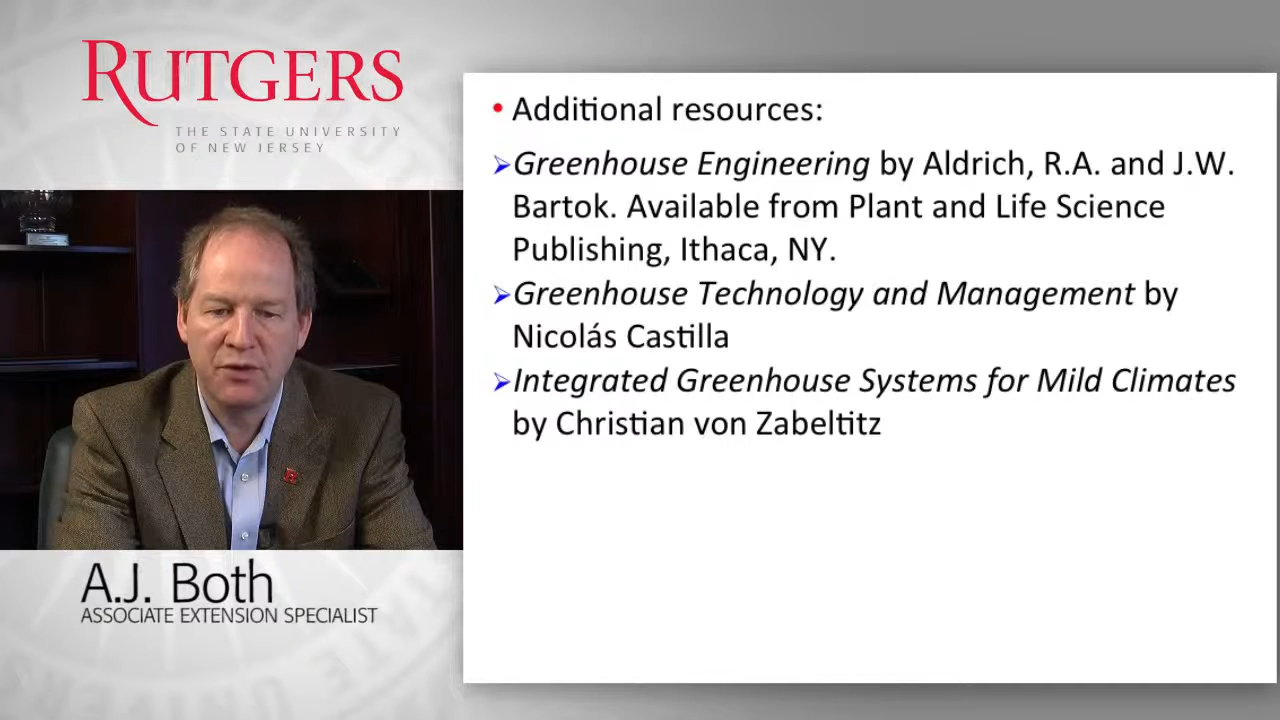 RUTGERS
THE STATE UNIVERSITY
OF NEW JERSEY
• Additional resources:
➢Greenhouse Engineering by Aldrich, R.A. and J.W.
Bartok. Available from Plant and Life Science
Publishing, Ithaca, NY.
➢Greenhouse Technology and Management by
Nicolás Castilla
➢Integrated Greenhouse Systems for Mild Climates
by Christian von Zabeltitz
A.J. Both
ASSOCIATE EXTENSION SPECIALIST